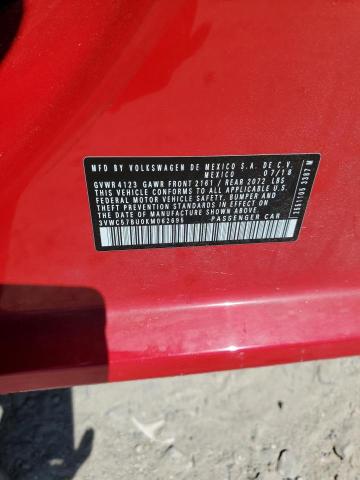 MFD. BY VOLKSWAGEN DE MEXICO S.A. DE C.V.
MEXICO 07/18
GVWR 4123 GAWR FRONT 2161 / REAR 2072 LBS
THIS VEHICLE CONFORMS TO ALL APPLICABLE U.S.
FEDERAL MOTOR VEHICLE SAFETY, BUMPER AND
THEFT PREVENTION STANDARDS IN EFFECT ON THE
DATE OF MANUFACTURE SHOWN ABOVE.
3VWC57BU0KM062695 PASSENGER CAR